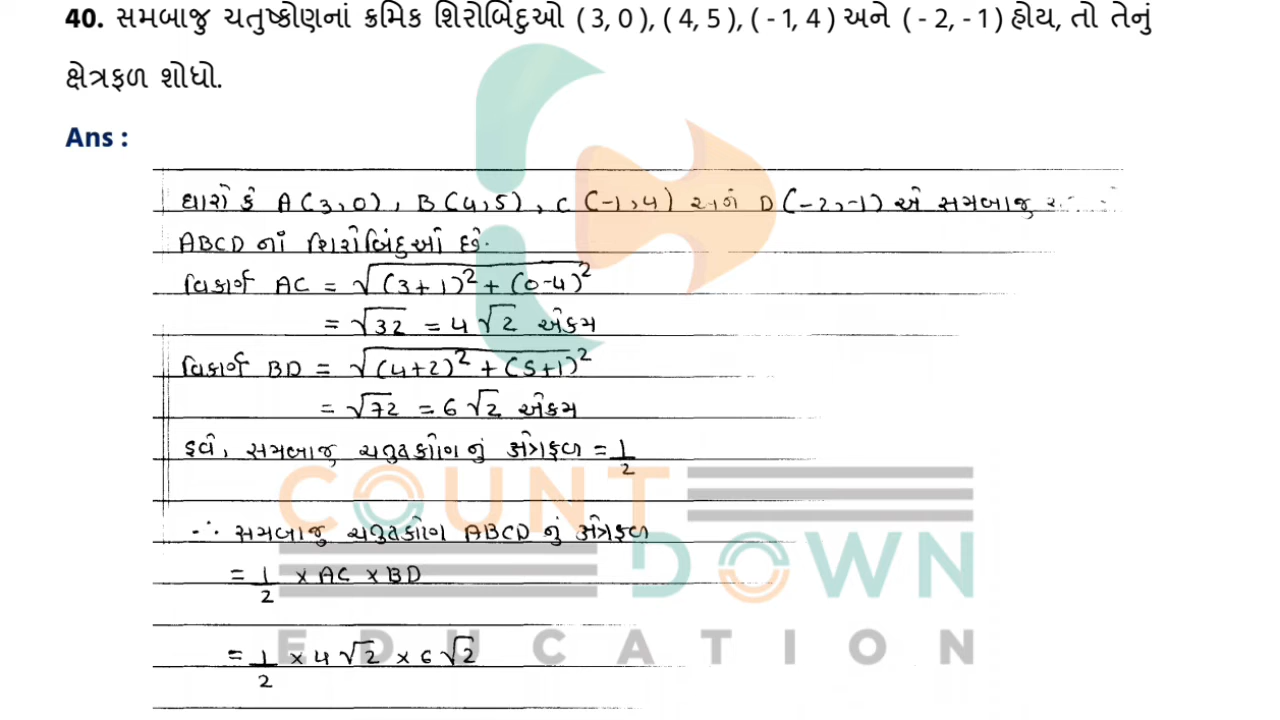 40. સમબાજુ ચતુષ્કોણનાં ક્રમિક શિરોબિંદુઓ ( 3, 0 ), ( 4, 5 ), ( - 1, 4 ) અને ( - 2, - 1 ) હોય, તો તેનું
ક્ષેત્રફળ શોધો.
Ans :
ધારો કે A (3,0), B (4,5), C (-1,4) અને D (-2,-1) એ સમબાજુ
ABCD નાં શિરોબિંદુઓ છે.
વિકર્ણ AC = √(3+1)² + (0-4)²
= √32 = 4√2 એકમ
વિકર્ણ BD = √(4+2)² + (5+1)²
= √72 = 6√2 એકમ
હવે, સમબાજુ ચતુષ્કોણ નું ક્ષેત્રફળ = 1/2
∴ સમબાજુ ચતુષ્કોણ ABCD નું ક્ષેત્રફળ
= 1/2 × AC × BD
= 1/2 × 4√2 × 6√2
COUNT
DOWN
EDUCATION